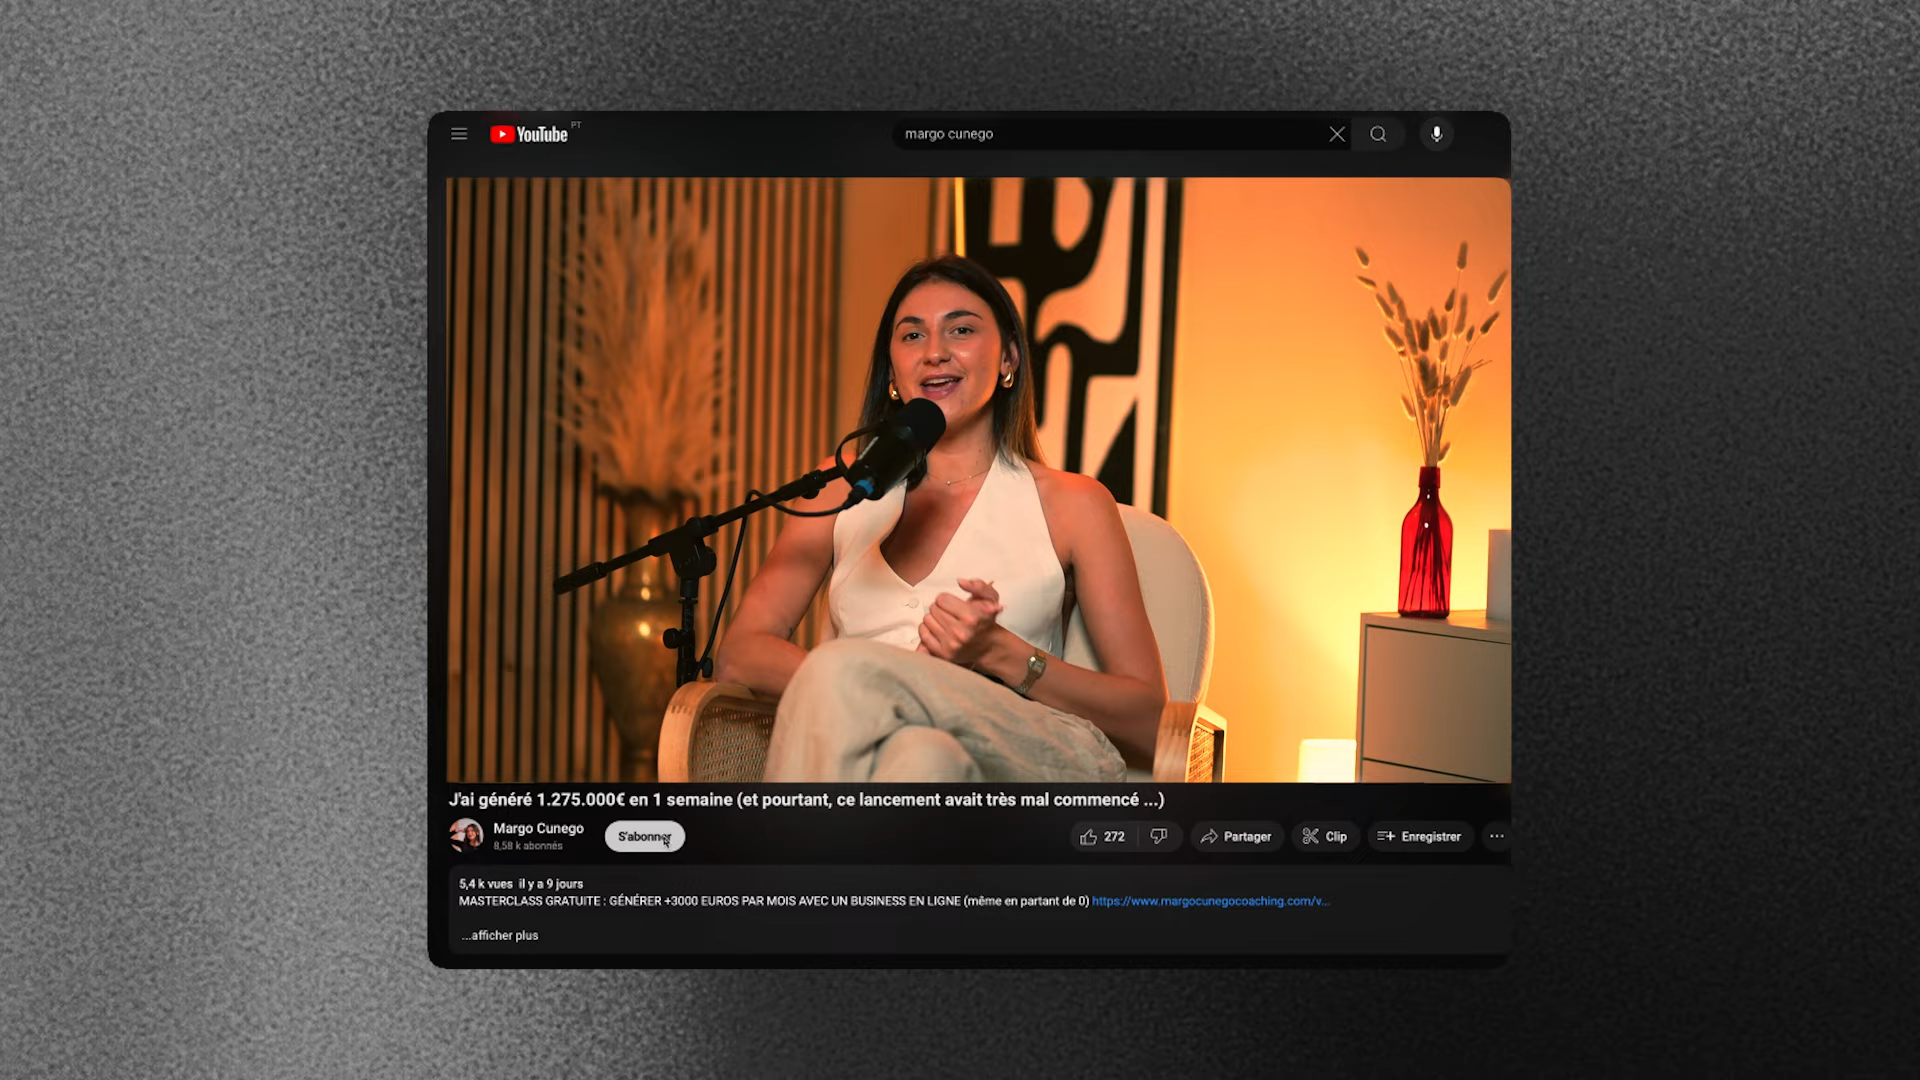 YouTube PT
margo cunego
J'ai généré 1.275.000€ en 1 semaine (et pourtant, ce lancement avait très mal commencé ...)
Margo Cunego
8,58 k abonnés
S'abonner
272
Partager
Clip
Enregistrer
5,4 k vues il y a 9 jours
MASTERCLASS GRATUITE : GÉNÉRER +3000 EUROS PAR MOIS AVEC UN BUSINESS EN LIGNE (même en partant de 0) https://www.margocunegocoaching.com/v...
...afficher plus